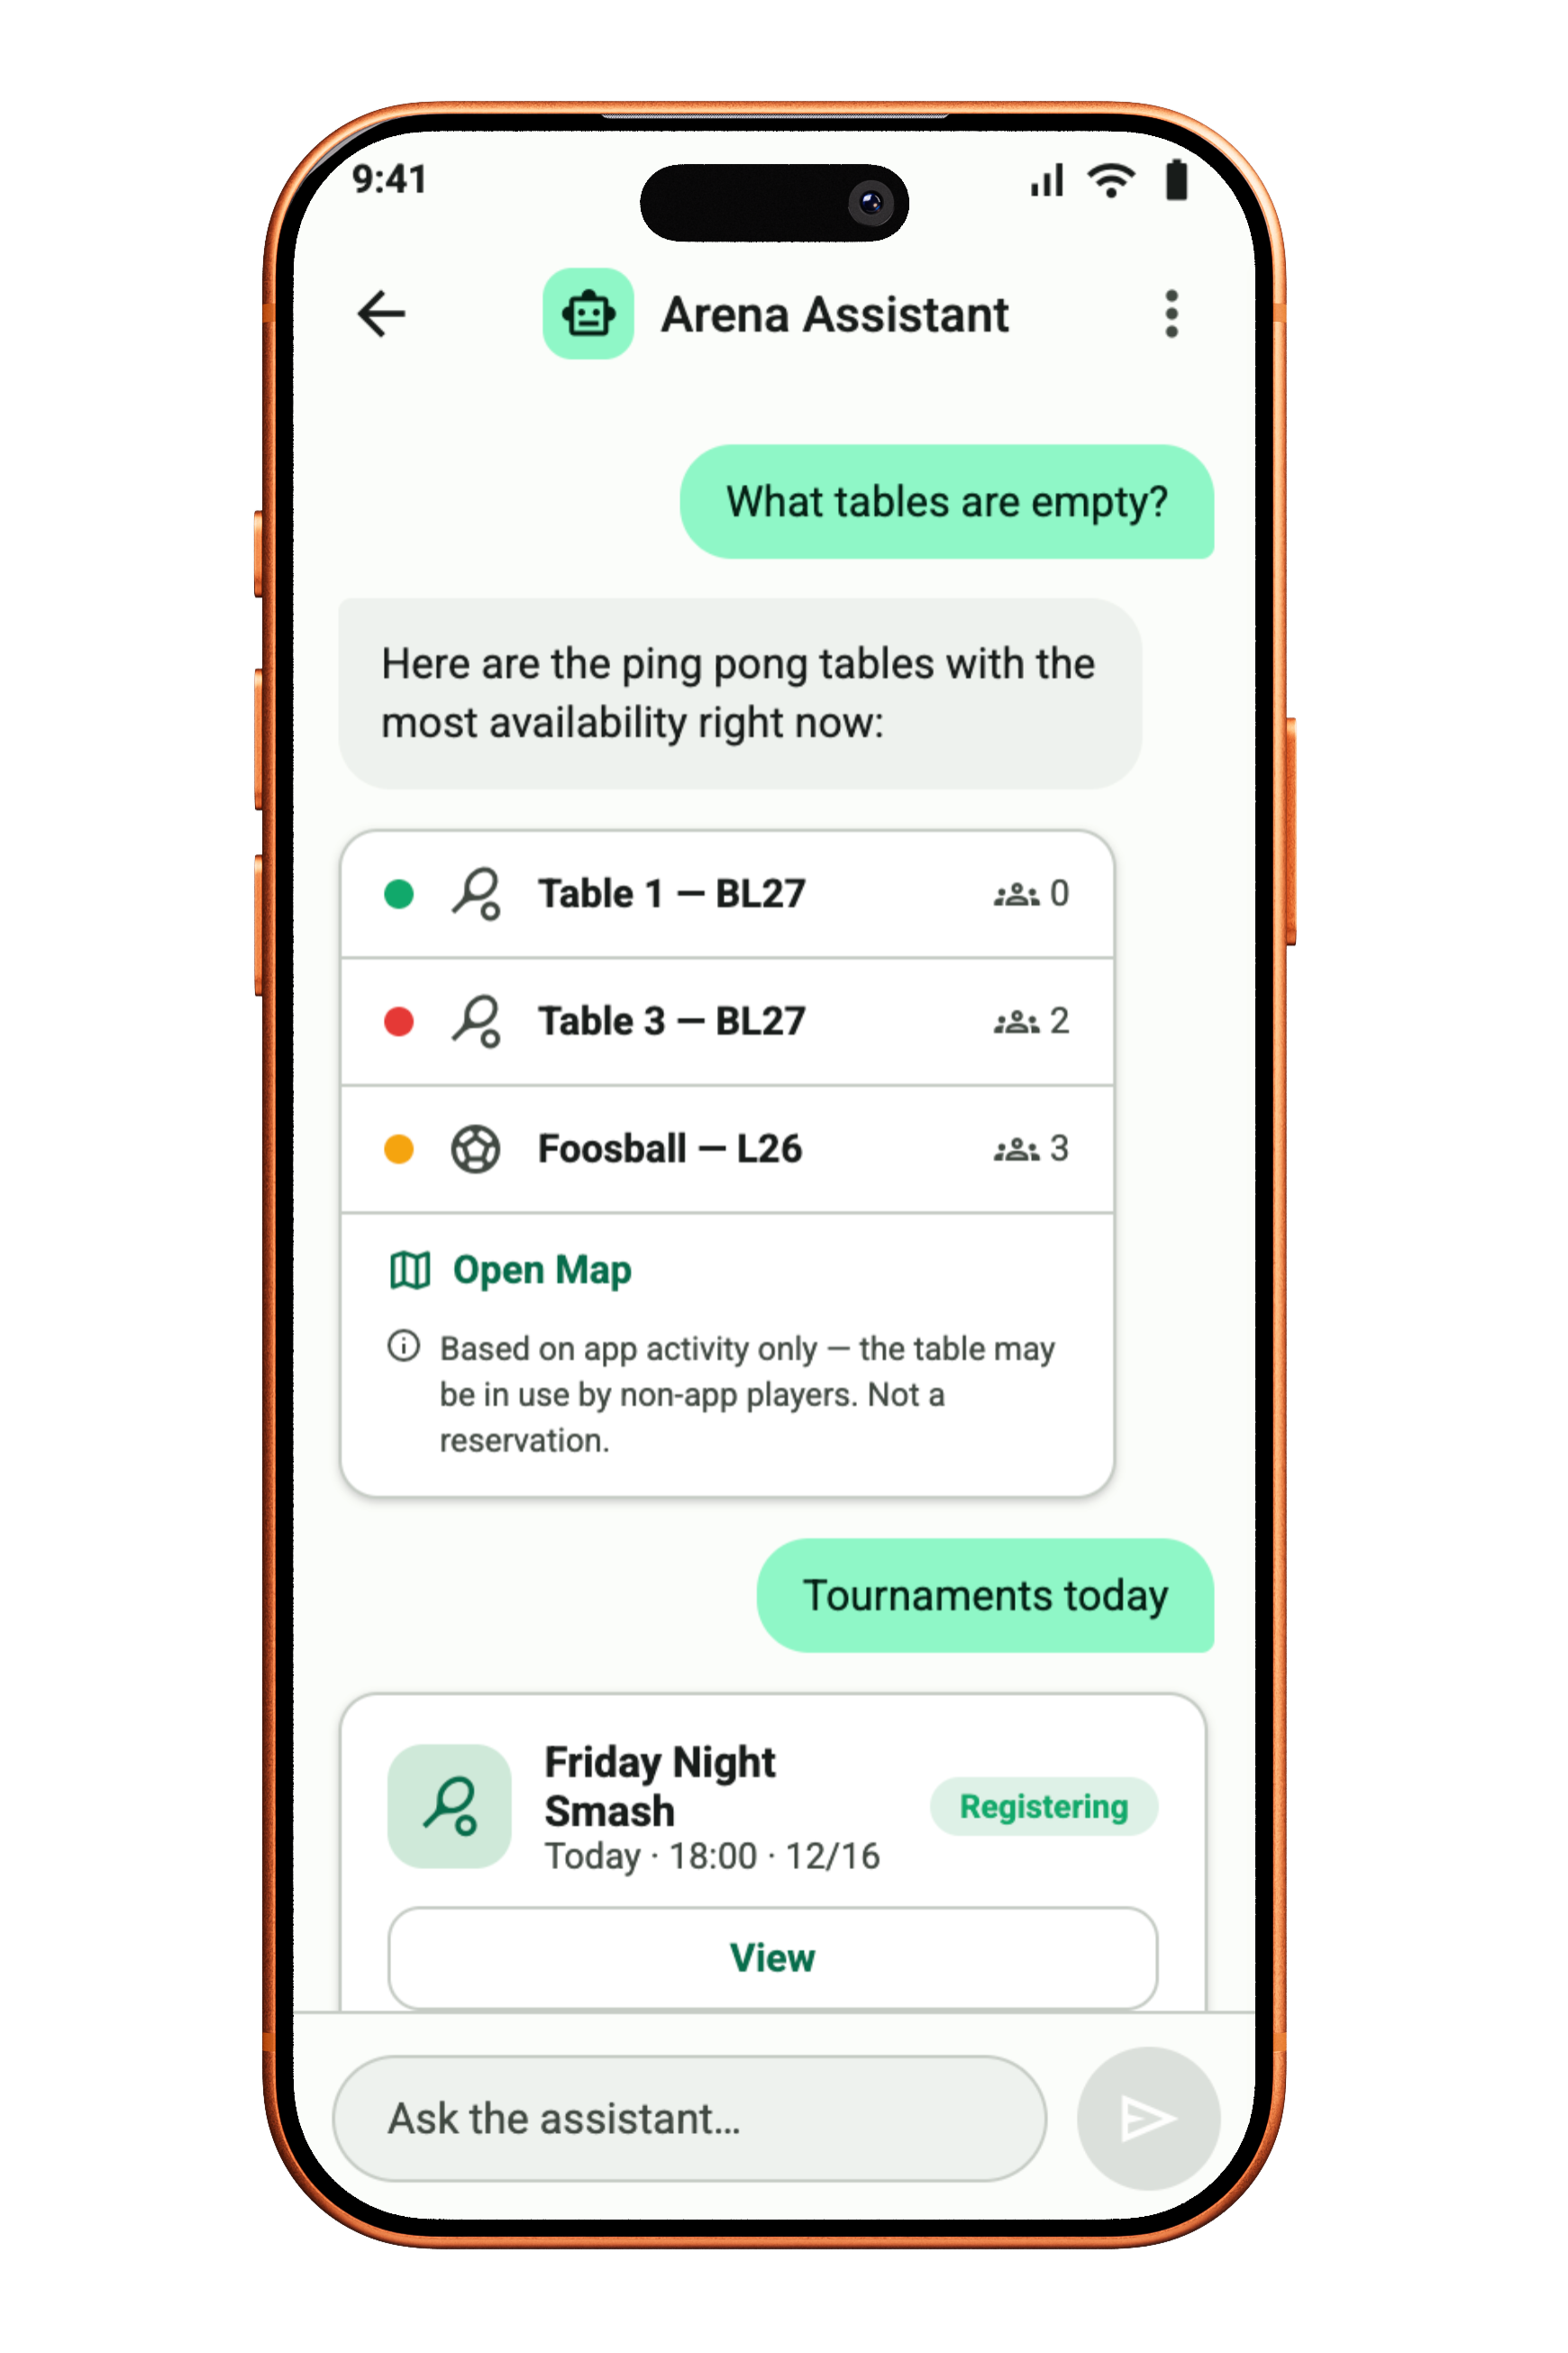 9:41
Arena Assistant
What tables are empty?
Here are the ping pong tables with the
most availability right now:
Table 1 — BL27
0
Table 3 — BL27
2
Foosball — L26
3
Open Map
Based on app activity only — the table may
be in use by non-app players. Not a
reservation.
Tournaments today
Friday Night
Smash
Registering
Today · 18:00 · 12/16
View
Ask the assistant...